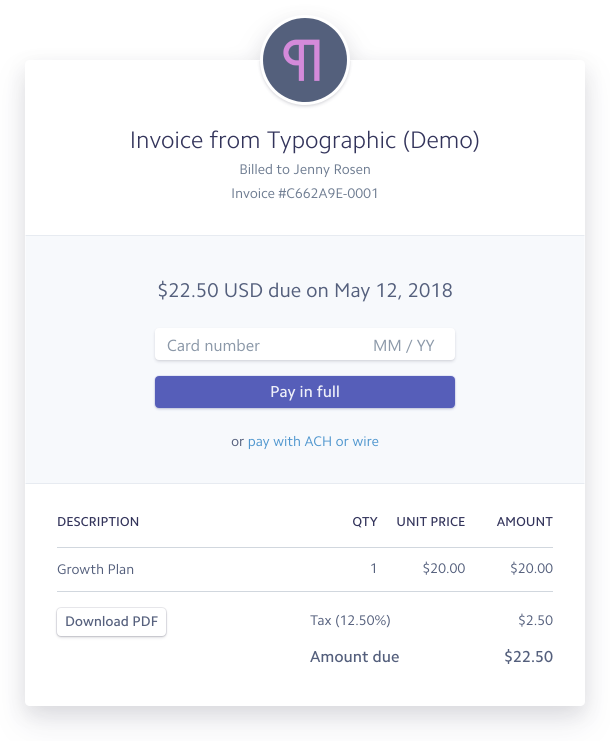 Invoice from Typographic (Demo)
Billed to Jenny Rosen
Invoice #C662A9E-0001
$22.50 USD due on May 12, 2018
Card number MM / YY
Pay in full
or pay with ACH or wire
DESCRIPTION QTY UNIT PRICE AMOUNT
Growth Plan 1 $20.00 $20.00
Download PDF Tax (12.50%) $2.50
Amount due $22.50